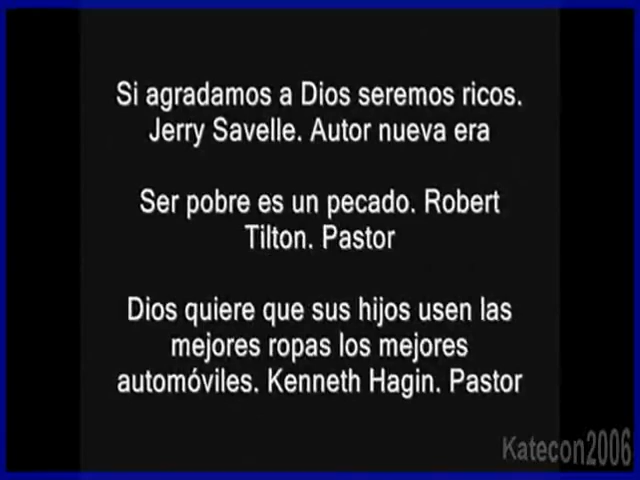 Si agradamos a Dios seremos ricos.
Jerry Savelle. Autor nueva era
Ser pobre es un pecado. Robert
Tilton. Pastor
Dios quiere que sus hijos usen las
mejores ropas los mejores
automóviles. Kenneth Hagin. Pastor
Katecon2006